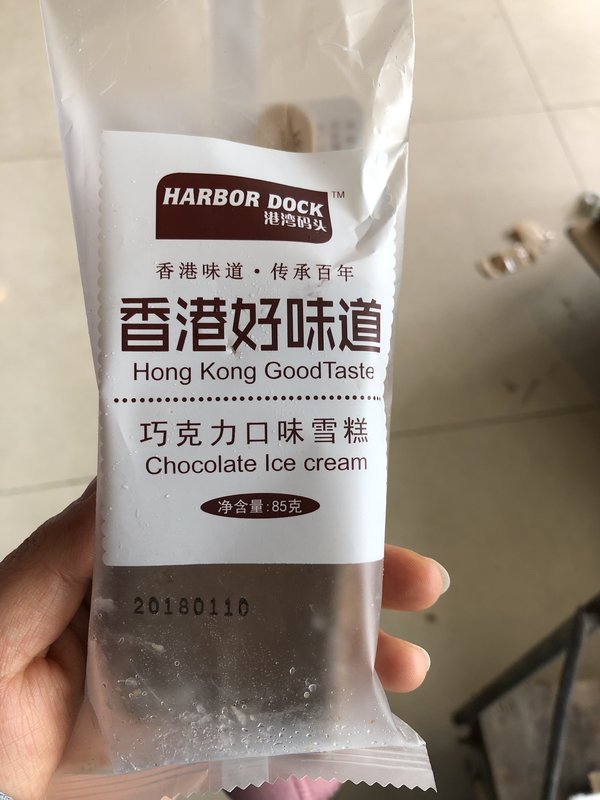 HARBOR DOCK™
港湾码头
香港味道·传承百年
香港好味道
Hong Kong GoodTaste
巧克力口味雪糕
Chocolate Ice cream
净含量:85克
20180110